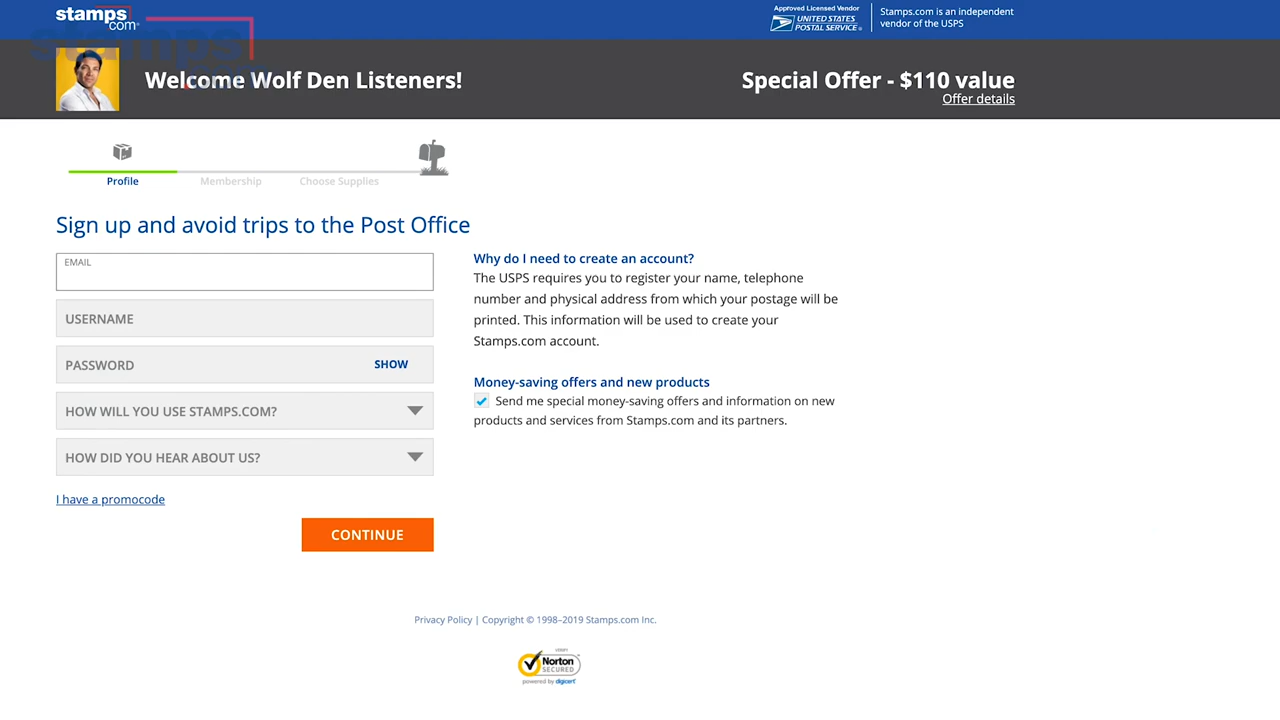 stamps
.com
Approved Licensed Vendor
UNITED STATES
POSTAL SERVICE
Stamps.com is an independent
vendor of the USPS
stamps
.com
Welcome Wolf Den Listeners!
Special Offer - $110 value
Offer details
Profile
Membership
Choose Supplies
Sign up and avoid trips to the Post Office
EMAIL
USERNAME
PASSWORD
SHOW
HOW WILL YOU USE STAMPS.COM?
HOW DID YOU HEAR ABOUT US?
I have a promocode
CONTINUE
Why do I need to create an account?
The USPS requires you to register your name, telephone
number and physical address from which your postage will be
printed. This information will be used to create your
Stamps.com account.
Money-saving offers and new products
Send me special money-saving offers and information on new
products and services from Stamps.com and its partners.
Privacy Policy | Copyright © 1998–2019 Stamps.com Inc.
Norton
SECURED
powered by digicert